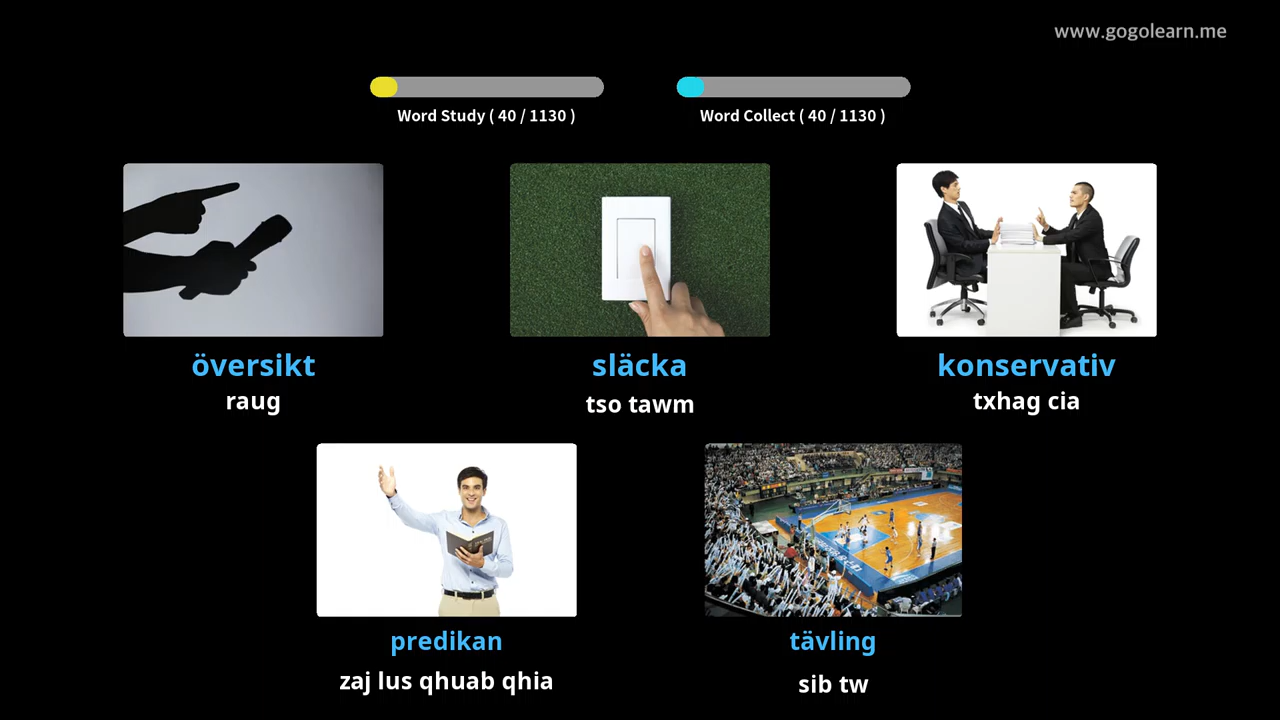 www.gogolearn.me
Word Study ( 40 / 1130 )
Word Collect ( 40 / 1130 )
översikt
raug
släcka
tso tawm
konservativ
txhag cia
predikan
zaj lus qhuab qhia
tävling
sib tw